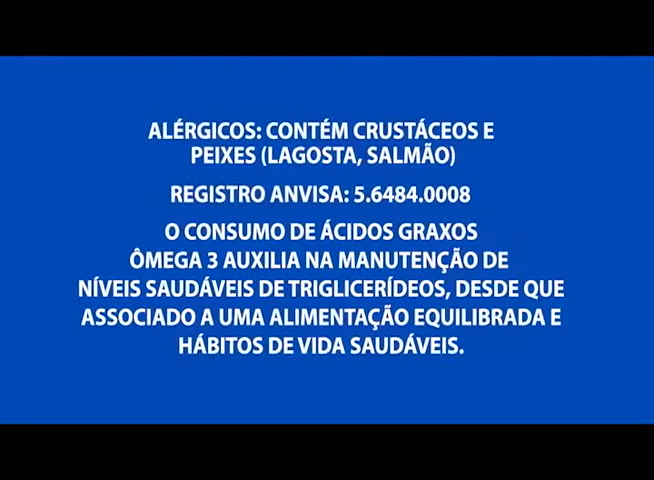 ALÉRGICOS: CONTÉM CRUSTÁCEOS E
PEIXES (LAGOSTA, SALMÃO)
REGISTRO ANVISA: 5.6484.0008
O CONSUMO DE ÁCIDOS GRAXOS
ÔMEGA 3 AUXILIA NA MANUTENÇÃO DE
NÍVEIS SAUDÁVEIS DE TRIGLICERÍDEOS, DESDE QUE
ASSOCIADO A UMA ALIMENTAÇÃO EQUILIBRADA E
HÁBITOS DE VIDA SAUDÁVEIS.